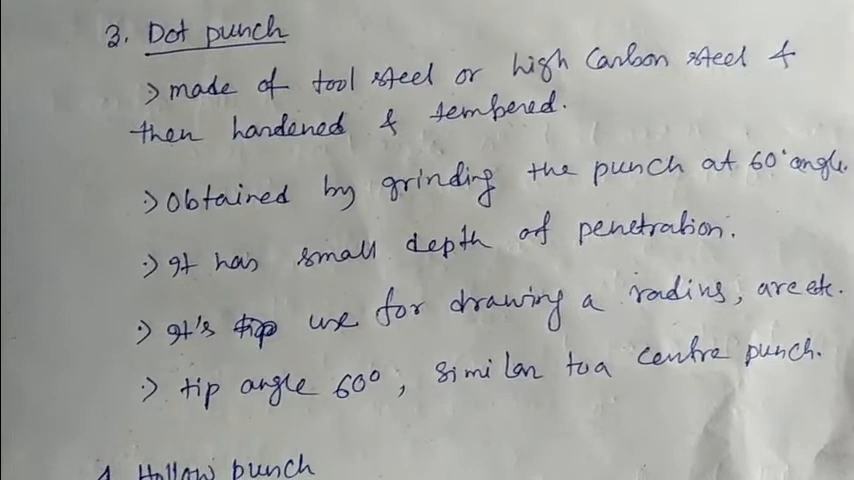 3. Dot punch
:> made of tool steel or high carbon steel &
then hardened & tembered.
:> Obtained by grinding the punch at 60° angle.
:> It has small depth of penetration.
:> It's use for drawing a radius, arc etc.
:> tip angle 60°, similar to a centre punch.
4. Hollow punch